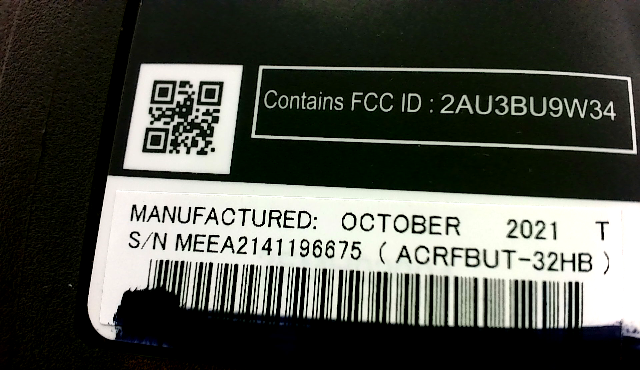 Contains FCC ID : 2AU3BU9W34
MANUFACTURED: OCTOBER 2021 T
S/N MEEA2141196675 ( ACRFBUT-32HB )